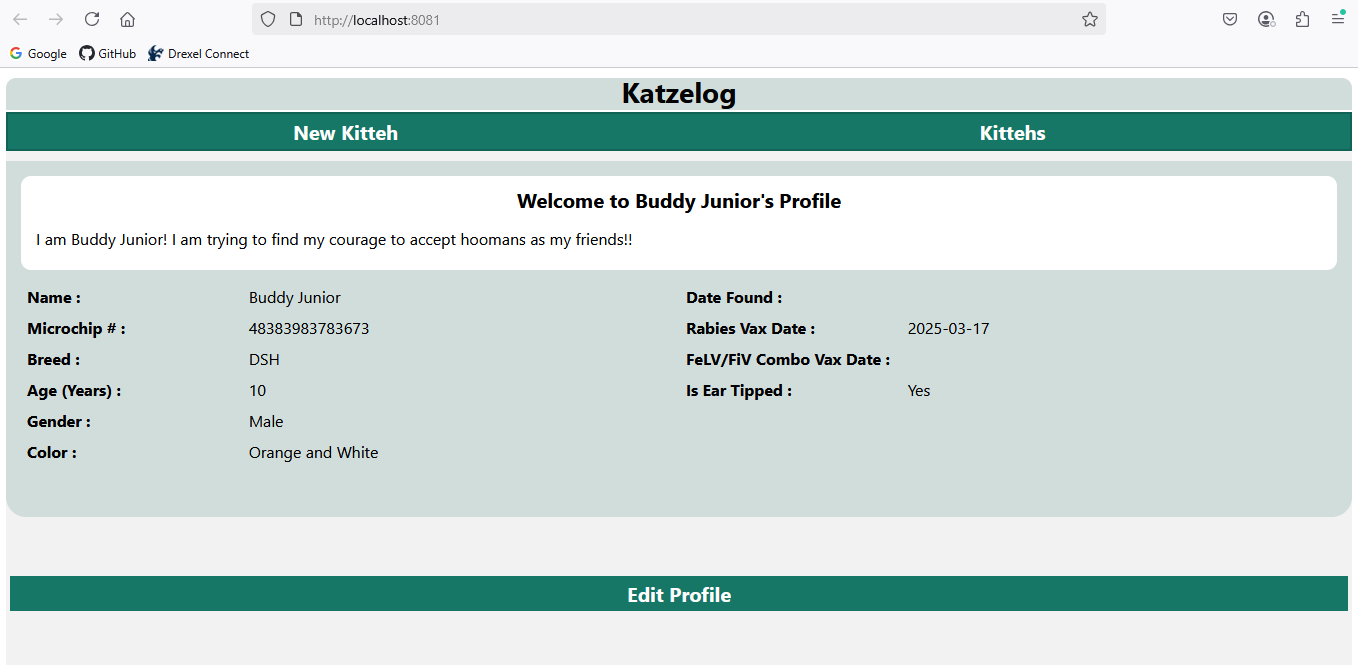 http://localhost:8081
Google GitHub Drexel Connect
Katzelog
New Kitteh Kittehs
Welcome to Buddy Junior's Profile
I am Buddy Junior! I am trying to find my courage to accept hoomans as my friends!!
Name : Buddy Junior
Microchip # : 48383983783673
Breed : DSH
Age (Years) : 10
Gender : Male
Color : Orange and White
Date Found :
Rabies Vax Date : 2025-03-17
FeLV/FiV Combo Vax Date :
Is Ear Tipped : Yes
Edit Profile